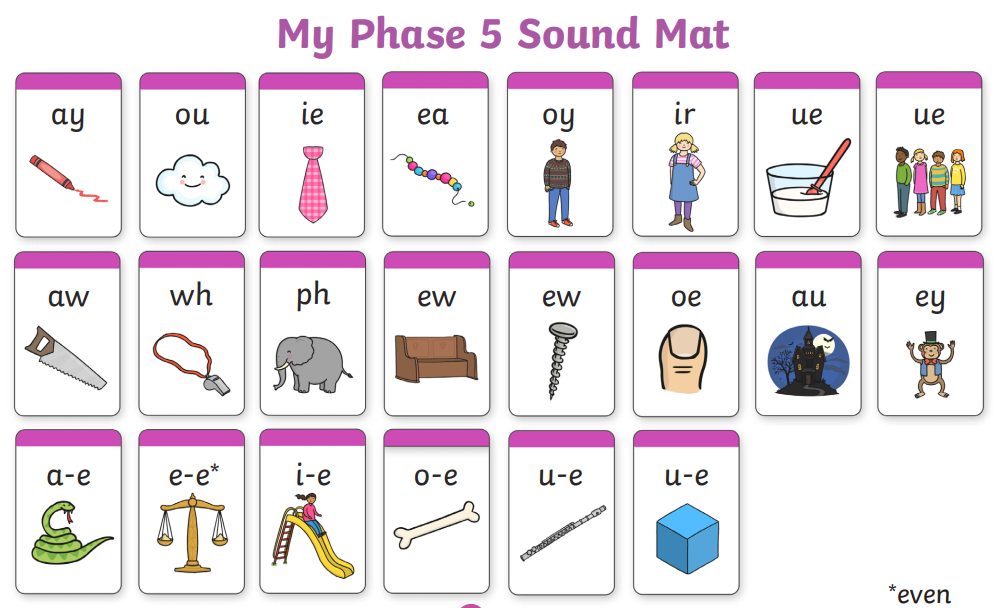 My Phase 5 Sound Mat
ay ou ie ea oy ir ue ue
aw wh ph ew ew oe au ey
a-e e-e* i-e o-e u-e u-e
*even